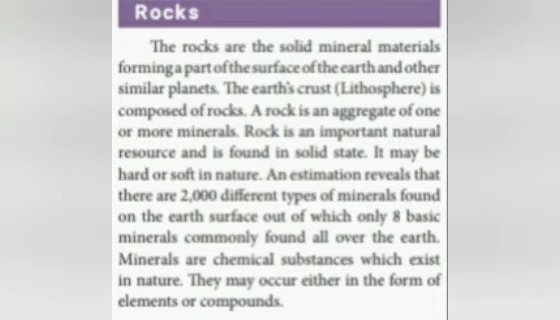 Rocks
The rocks are the solid mineral materials
forming a part of the surface of the earth and other
similar planets. The earth's crust (Lithosphere) is
composed of rocks. A rock is an aggregate of one
or more minerals. Rock is an important natural
resource and is found in solid state. It may be
hard or soft in nature. An estimation reveals that
there are 2,000 different types of minerals found
on the earth surface out of which only 8 basic
minerals commonly found all over the earth.
Minerals are chemical substances which exist
in nature. They may occur either in the form of
elements or compounds.